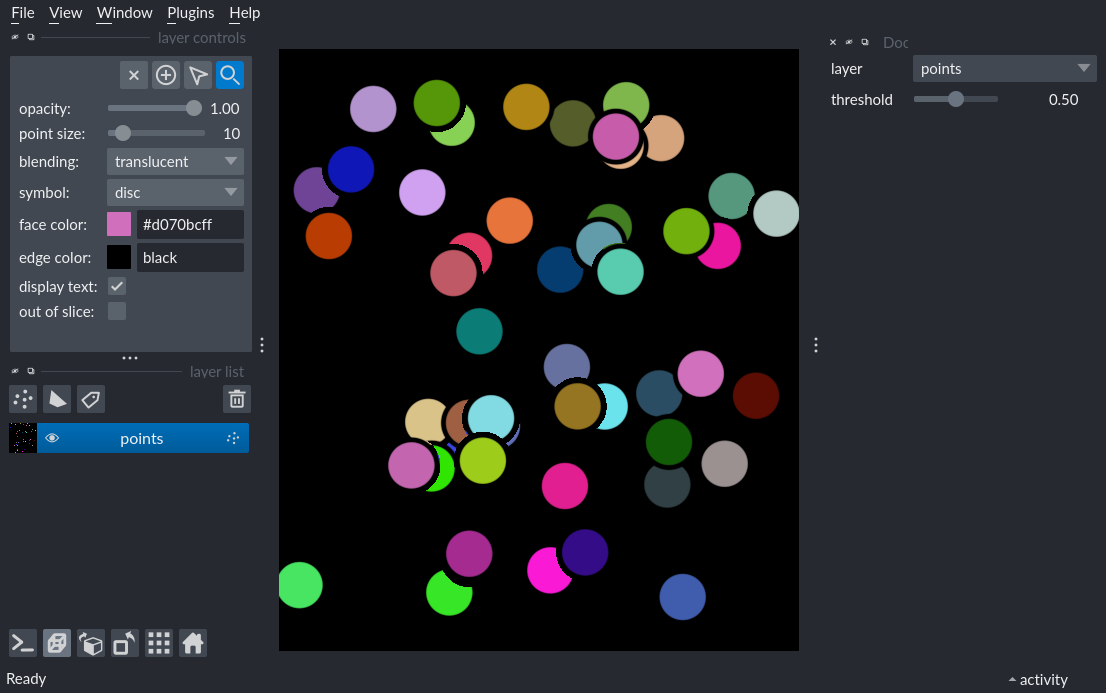 File View Window Plugins Help
layer controls
opacity: 1.00
point size: 10
blending: translucent
symbol: disc
face color: #d070bcff
edge color: black
display text:
out of slice:
layer list
points
Doc
layer points
threshold 0.50
Ready
activity